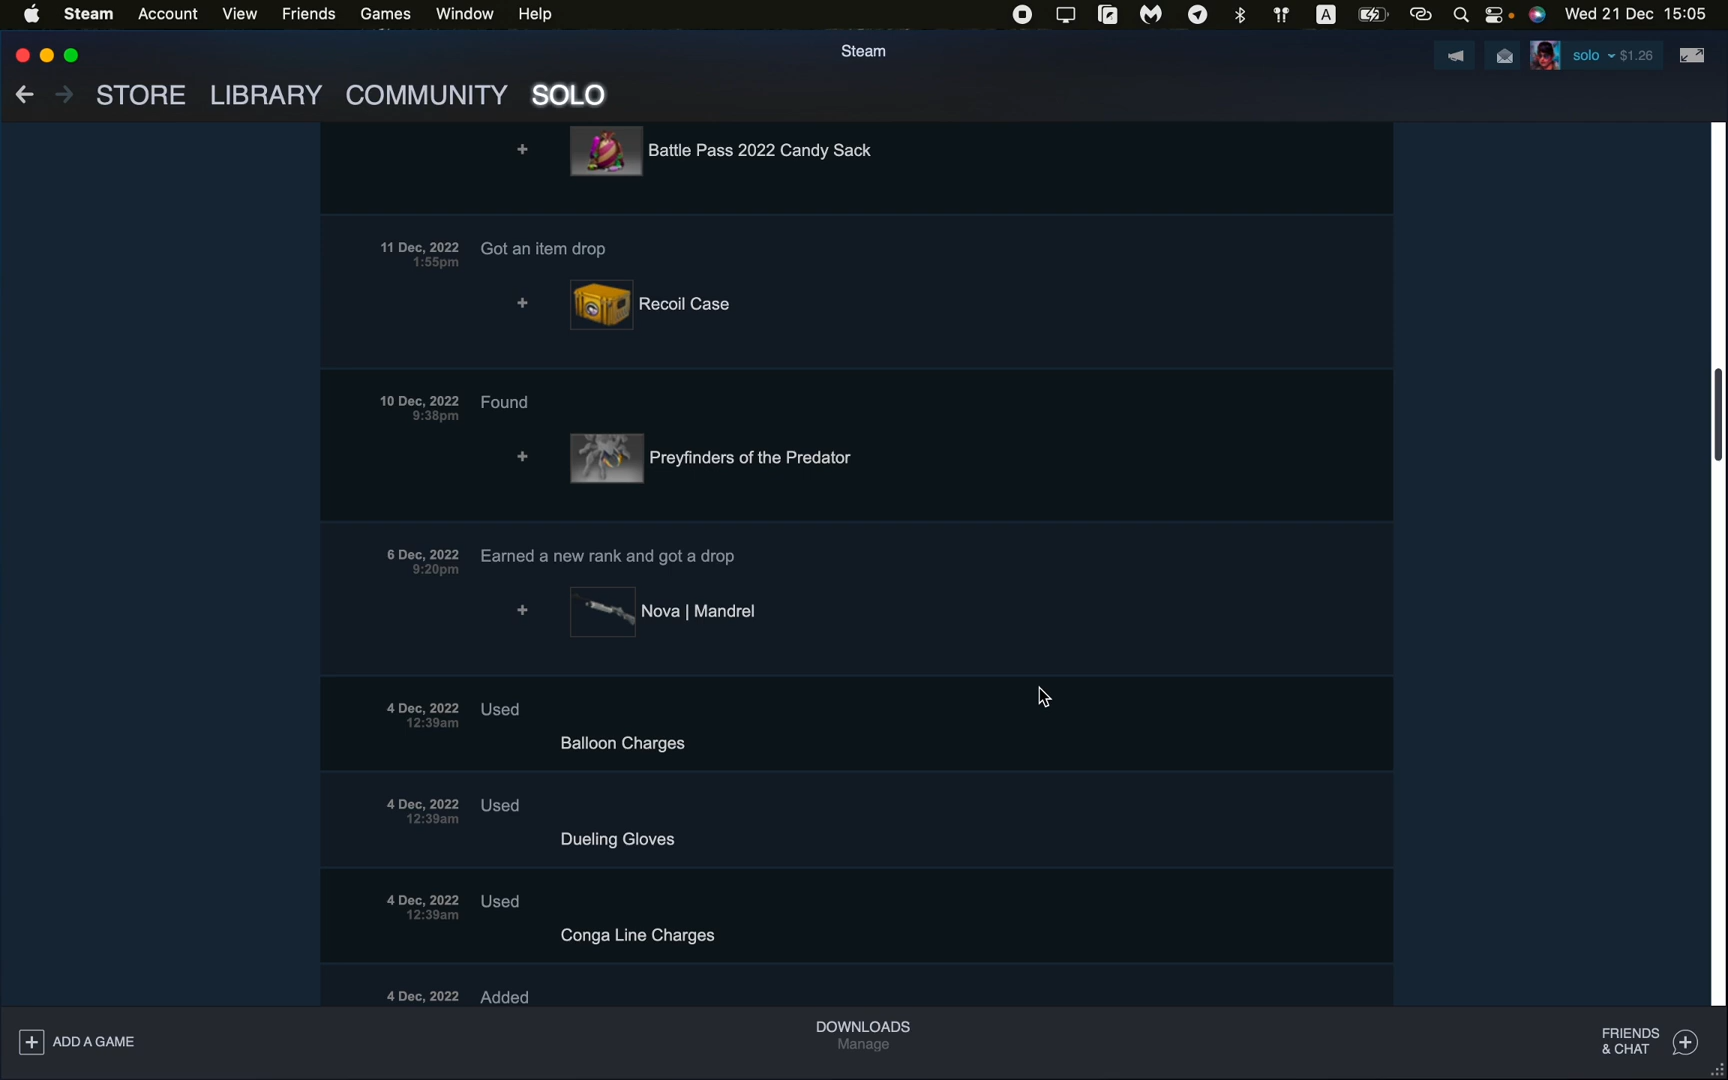 Steam Account View Friends Games Window Help A Wed 21 Dec 15:05
Steam
solo $1.26
STORE LIBRARY COMMUNITY SOLO
+ Battle Pass 2022 Candy Sack
11 Dec, 2022 Got an item drop
1:55pm
+ Recoil Case
10 Dec, 2022 Found
9:38pm
+ Preyfinders of the Predator
6 Dec, 2022 Earned a new rank and got a drop
9:20pm
+ Nova | Mandrel
4 Dec, 2022 Used
12:39am
Balloon Charges
4 Dec, 2022 Used
12:39am
Dueling Gloves
4 Dec, 2022 Used
12:39am
Conga Line Charges
4 Dec, 2022 Added
+ ADD A GAME
DOWNLOADS
Manage
FRIENDS
& CHAT